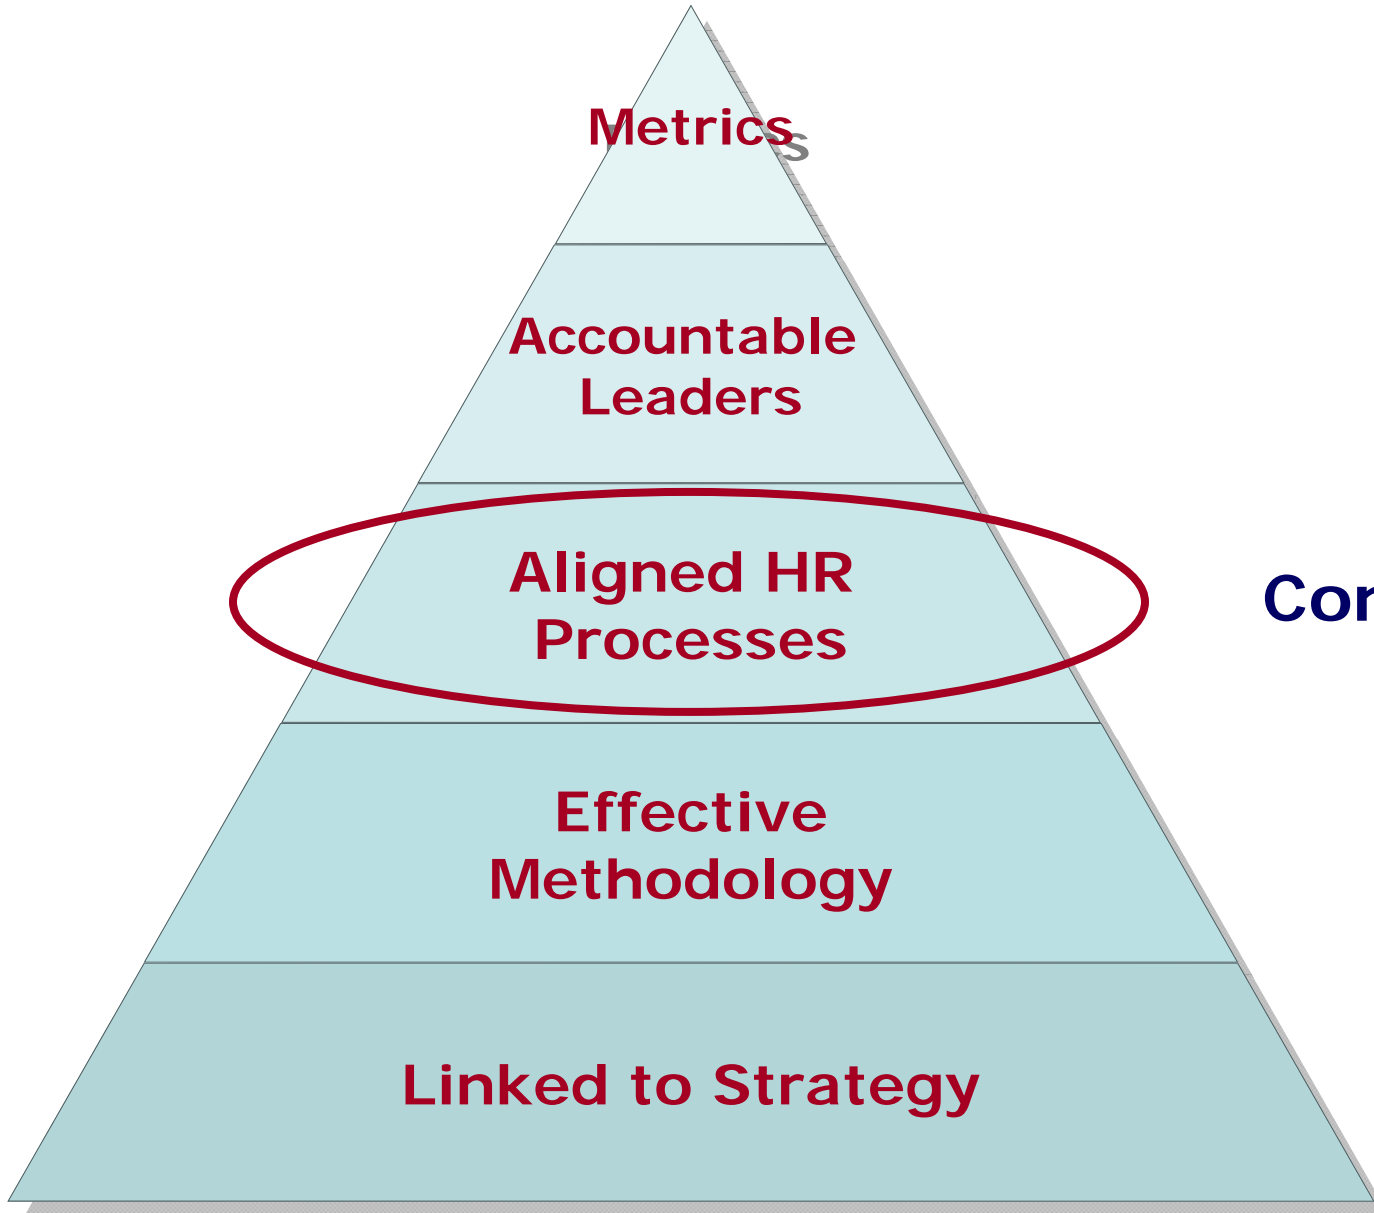 Metrics
Accountable
Leaders
Aligned HR
Processes
Effective
Methodology
Linked to Strategy